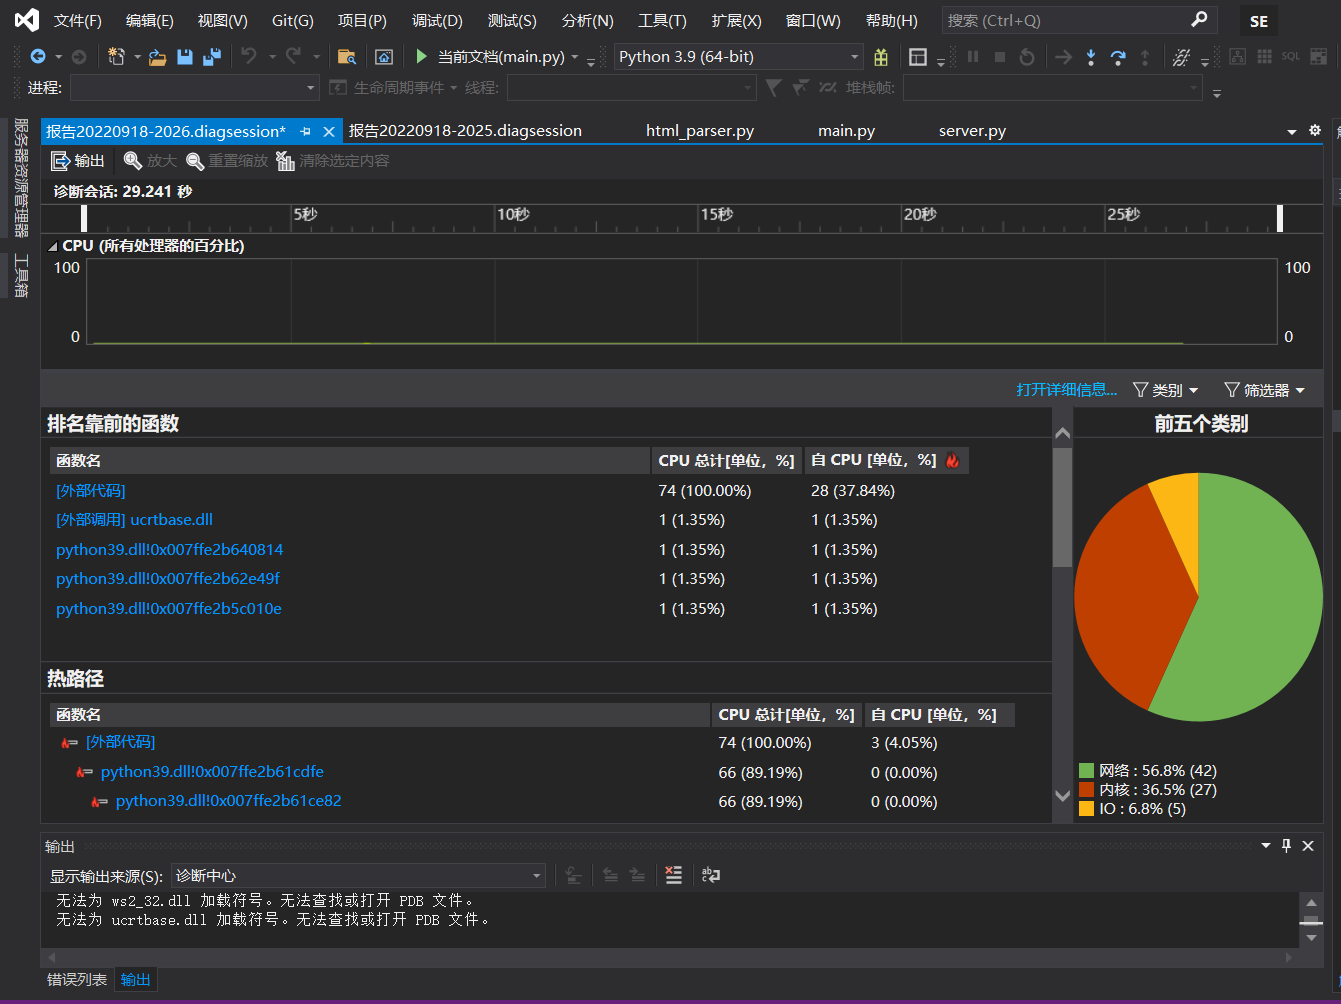 文件(F) 编辑(E) 视图(V) Git(G) 项目(P) 调试(D) 测试(S) 分析(N) 工具(T) 扩展(X) 窗口(W) 帮助(H) 搜索 (Ctrl+Q) SE
当前文档(main.py) Python 3.9 (64-bit) SQL
进程: 生命周期事件 线程: 堆栈帧:
服务器资源管理器
工具箱
报告20220918-2026.diagsession* 报告20220918-2025.diagsession html_parser.py main.py server.py
输出 放大 重置缩放 清除选定内容
诊断会话: 29.241 秒
5秒 10秒 15秒 20秒 25秒
CPU (所有处理器的百分比)
100 100
0 0
打开详细信息... 类别 筛选器
排名靠前的函数
函数名 CPU 总计[单位，%] 自 CPU [单位，%]
[外部代码] 74 (100.00%) 28 (37.84%)
[外部调用] ucrtbase.dll 1 (1.35%) 1 (1.35%)
python39.dll!0x007ffe2b640814 1 (1.35%) 1 (1.35%)
python39.dll!0x007ffe2b62e49f 1 (1.35%) 1 (1.35%)
python39.dll!0x007ffe2b5c010e 1 (1.35%) 1 (1.35%)
热路径
函数名 CPU 总计[单位，%] 自 CPU [单位，%]
[外部代码] 74 (100.00%) 3 (4.05%)
python39.dll!0x007ffe2b61cdfe 66 (89.19%) 0 (0.00%)
python39.dll!0x007ffe2b61ce82 66 (89.19%) 0 (0.00%)
前五个类别
网络 : 56.8% (42)
内核 : 36.5% (27)
IO : 6.8% (5)
输出
显示输出来源(S): 诊断中心
无法为 ws2_32.dll 加载符号。无法查找或打开 PDB 文件。
无法为 ucrtbase.dll 加载符号。无法查找或打开 PDB 文件。
错误列表 输出